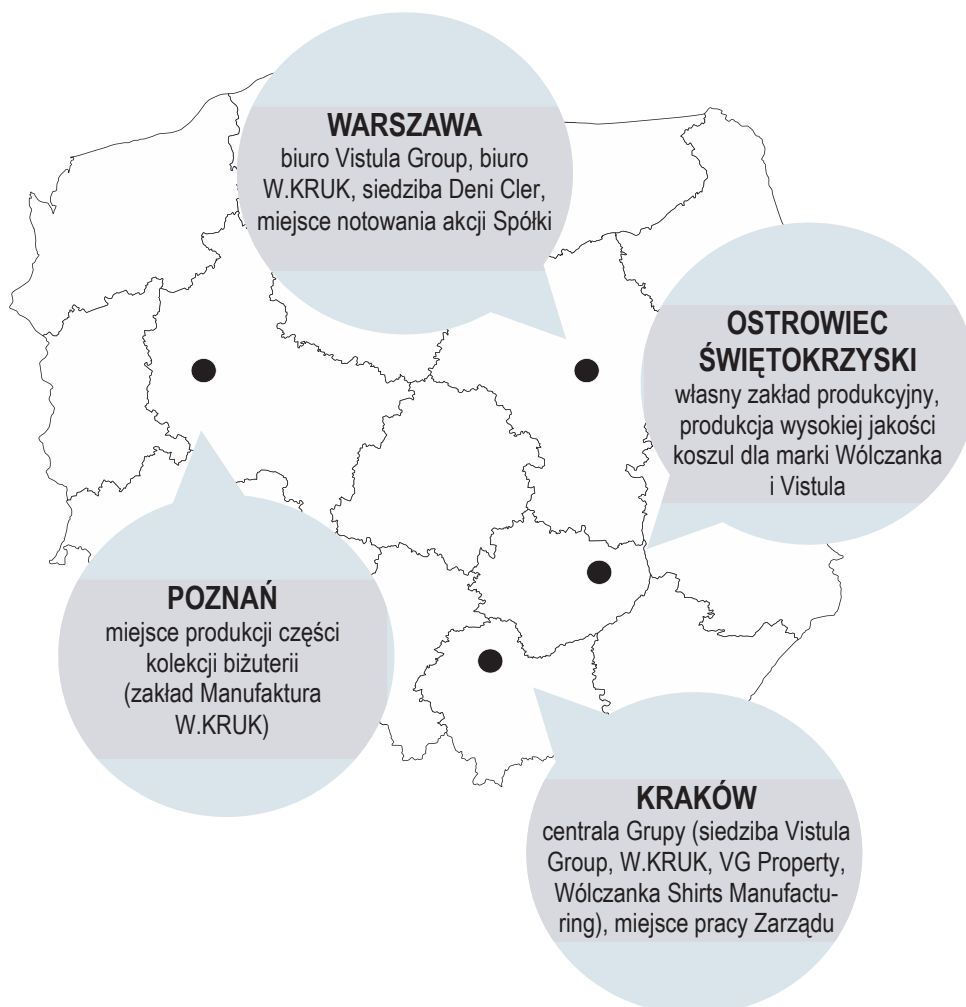 WARSZAWA
biuro Vistula Group, biuro
W.KRUK, siedziba Deni Cler,
miejsce notowania akcji Spółki
OSTROWIEC
ŚWIĘTOKRZYSKI
własny zakład produkcyjny,
produkcja wysokiej jakości
koszul dla marki Wólczanka
i Vistula
POZNAŃ
miejsce produkcji części
kolekcji biżuterii
(zakład Manufaktura
W.KRUK)
KRAKÓW
centrala Grupy (siedziba Vistula
Group, W.KRUK, VG Property,
Wólczanka Shirts Manufactu-
ring), miejsce pracy Zarządu